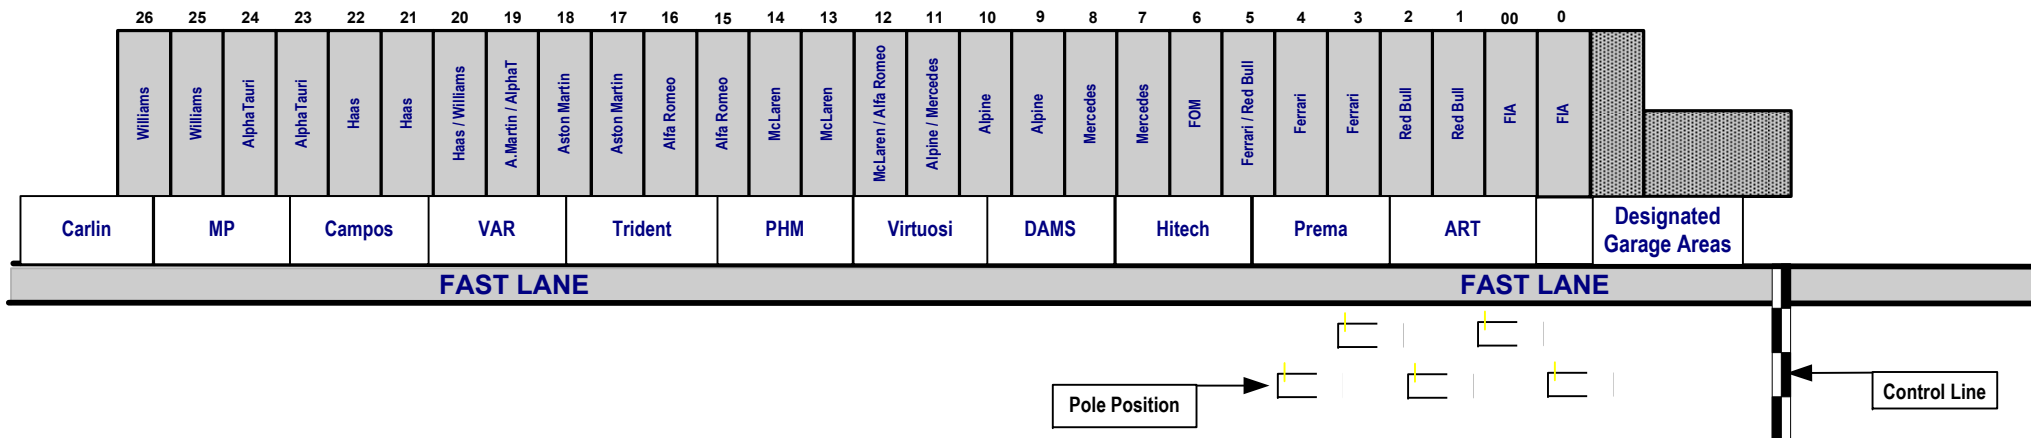 26 25 24 23 22 21 20 19 18 17 16 15 14 13 12 11 10 9 8 7 6 5 4 3 2 1 00 0
Williams
Williams
AlphaTauri
AlphaTauri
Haas
Haas
Haas / Williams
A.Martin / AlphaT
Aston Martin
Aston Martin
Alfa Romeo
Alfa Romeo
McLaren
McLaren
McLaren / Alfa Romeo
Alpine / Mercedes
Alpine
Alpine
Mercedes
Mercedes
FOM
Ferrari / Red Bull
Ferrari
Ferrari
Red Bull
Red Bull
FIA
FIA
Carlin MP Campos VAR Trident PHM Virtuosi DAMS Hitech Prema ART
Designated
Garage Areas
FAST LANE FAST LANE
Pole Position
Control Line